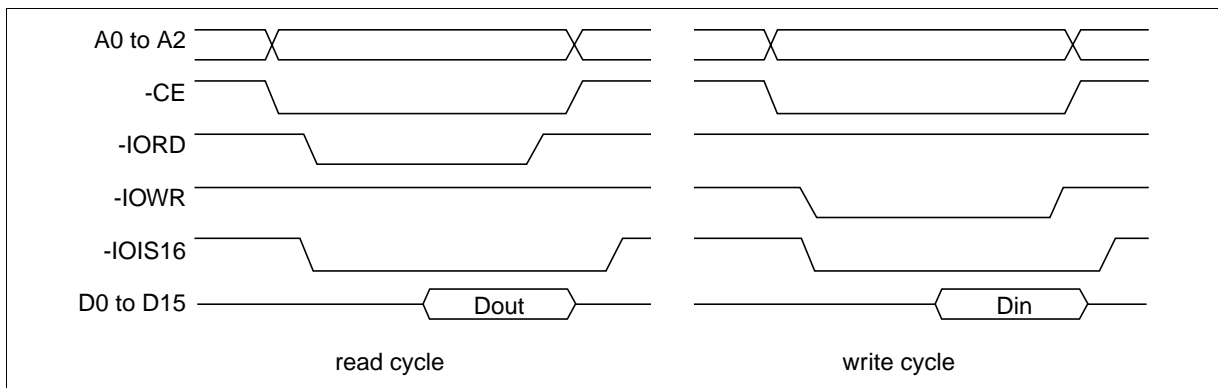 A0 to A2
-CE
-IORD
-IOWR
-IOIS16
D0 to D15 Dout Din
read cycle write cycle